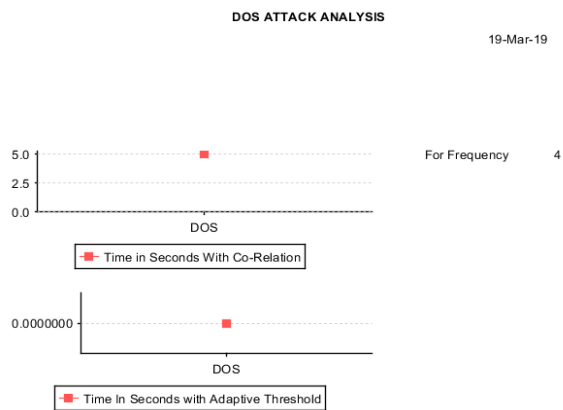 DOS ATTACK ANALYSIS
19-Mar-19
For Frequency 4
5.0
2.5
0.0
DOS
Time in Seconds With Co-Relation
0.0000000
DOS
Time In Seconds with Adaptive Threshold